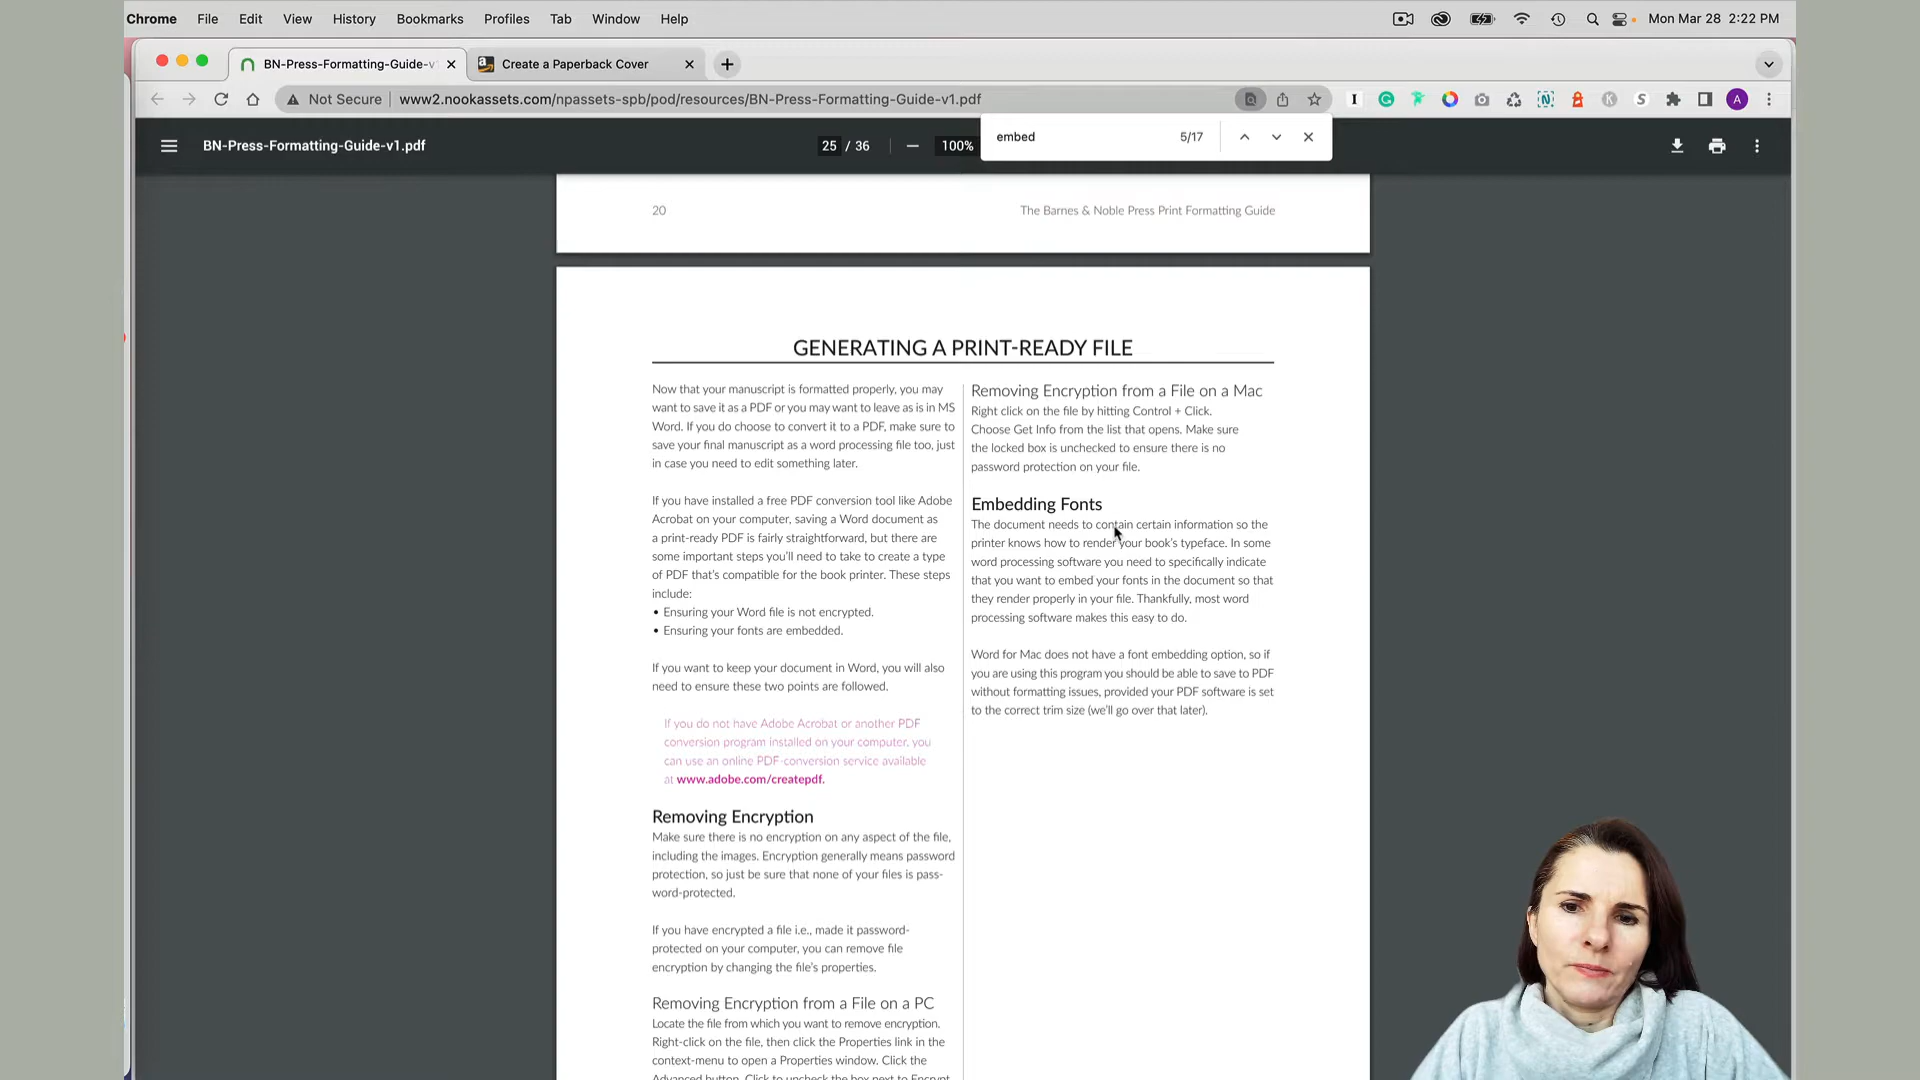 Chrome File Edit View History Bookmarks Profiles Tab Window Help Mon Mar 28 2:22 PM
BN-Press-Formatting-Guide-v Create a Paperback Cover
Not Secure www2.nookassets.com/npassets-spb/pod/resources/BN-Press-Formatting-Guide-v1.pdf
embed 5/17
BN-Press-Formatting-Guide-v1.pdf 25 / 36 100%
20 The Barnes & Noble Press Print Formatting Guide
GENERATING A PRINT-READY FILE
Now that your manuscript is formatted properly, you may
want to save it as a PDF or you may want to leave as is in MS
Word. If you do choose to convert it to a PDF, make sure to
save your final manuscript as a word processing file too, just
in case you need to edit something later.
If you have installed a free PDF conversion tool like Adobe
Acrobat on your computer, saving a Word document as
a print-ready PDF is fairly straightforward, but there are
some important steps you'll need to take to create a type
of PDF that's compatible for the book printer. These steps
include:
• Ensuring your Word file is not encrypted.
• Ensuring your fonts are embedded.
If you want to keep your document in Word, you will also
need to ensure these two points are followed.
If you do not have Adobe Acrobat or another PDF
conversion program installed on your computer, you
can use an online PDF-conversion service available
at www.adobe.com/createpdf.
Removing Encryption
Make sure there is no encryption on any aspect of the file,
including the images. Encryption generally means password
protection, so just be sure that none of your files is pass-
word-protected.
If you have encrypted a file i.e., made it password-
protected on your computer, you can remove file
encryption by changing the file's properties.
Removing Encryption from a File on a PC
Locate the file from which you want to remove encryption.
Right-click on the file, then click the Properties link in the
context-menu to open a Properties window. Click the
Advanced button. Click to uncheck the box next to Encrypt
Removing Encryption from a File on a Mac
Right click on the file by hitting Control + Click.
Choose Get Info from the list that opens. Make sure
the locked box is unchecked to ensure there is no
password protection on your file.
Embedding Fonts
The document needs to contain certain information so the
printer knows how to render your book's typeface. In some
word processing software you need to specifically indicate
that you want to embed your fonts in the document so that
they render properly in your file. Thankfully, most word
processing software makes this easy to do.
Word for Mac does not have a font embedding option, so if
you are using this program you should be able to save to PDF
without formatting issues, provided your PDF software is set
to the correct trim size (we'll go over that later).